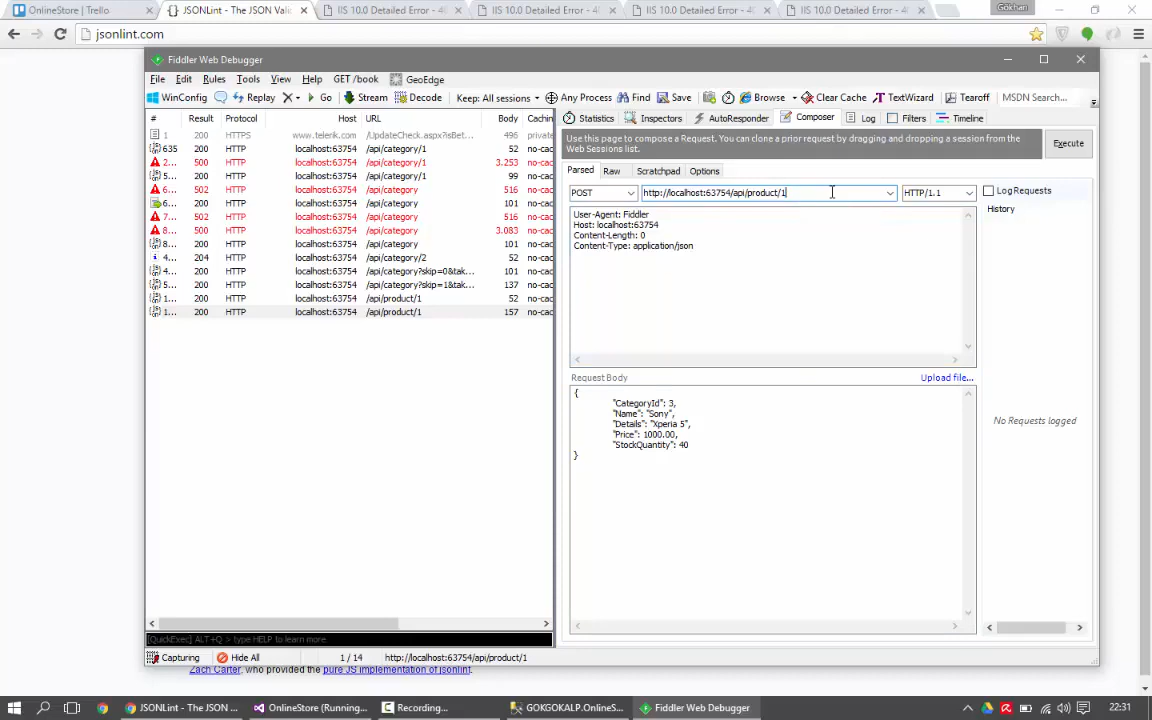 OnlineStore | Trello
JSONLint - The JSON Vali
IIS 10.0 Detailed Error - 40
IIS 10.0 Detailed Error - 40
IIS 10.0 Detailed Error - 40
IIS 10.0 Detailed Error - 40
Gökhan
jsonlint.com
Fiddler Web Debugger
File Edit Rules Tools View Help GET /book GeoEdge
WinConfig Replay Go Stream Decode Keep: All sessions Any Process Find Save Browse Clear Cache TextWizard Tearoff MSDN Search...
# Result Protocol Host URL Body Cachin
1 200 HTTPS www.telerik.com /UpdateCheck.aspx?isBet... 496 private
635 200 HTTP localhost:63754 /api/category/1 52 no-cac
2... 500 HTTP localhost:63754 /api/category/1 3.253 no-cac
5... 200 HTTP localhost:63754 /api/category/1 99 no-cac
6... 502 HTTP localhost:63754 /api/category 516 no-cac
6... 200 HTTP localhost:63754 /api/category 101 no-cac
7... 502 HTTP localhost:63754 /api/category 516 no-cac
8... 500 HTTP localhost:63754 /api/category 3.083 no-cac
8... 200 HTTP localhost:63754 /api/category 101 no-cac
4... 204 HTTP localhost:63754 /api/category/2 52 no-cac
4... 200 HTTP localhost:63754 /api/category?skip=0&tak... 101 no-cac
5... 200 HTTP localhost:63754 /api/category?skip=1&tak... 137 no-cac
1... 200 HTTP localhost:63754 /api/product/1 52 no-cac
1... 200 HTTP localhost:63754 /api/product/1 157 no-cac
[QuickExec] ALT+Q > type HELP to learn more
Capturing Hide All 1 / 14 http://localhost:63754/api/product/1
Statistics Inspectors AutoResponder Composer Log Filters Timeline
Use this page to compose a Request. You can clone a prior request by dragging and dropping a session from the
Web Sessions list.
Execute
Parsed Raw Scratchpad Options
POST http://localhost:63754/api/product/1 HTTP/1.1
Log Requests
History
User-Agent: Fiddler
Host: localhost:63754
Content-Length: 0
Content-Type: application/json
Request Body Upload file...
{
"CategoryId": 3,
"Name": "Sony",
"Details": "Xperia 5",
"Price": 1000.00,
"StockQuantity": 40
}
No Requests logged
Zach Carter, who provided the pure JS implementation of jsonlint.
JSONLint - The JSON ...
OnlineStore (Running...
Recording...
GOKGOKALP.OnlineS...
Fiddler Web Debugger
22:31